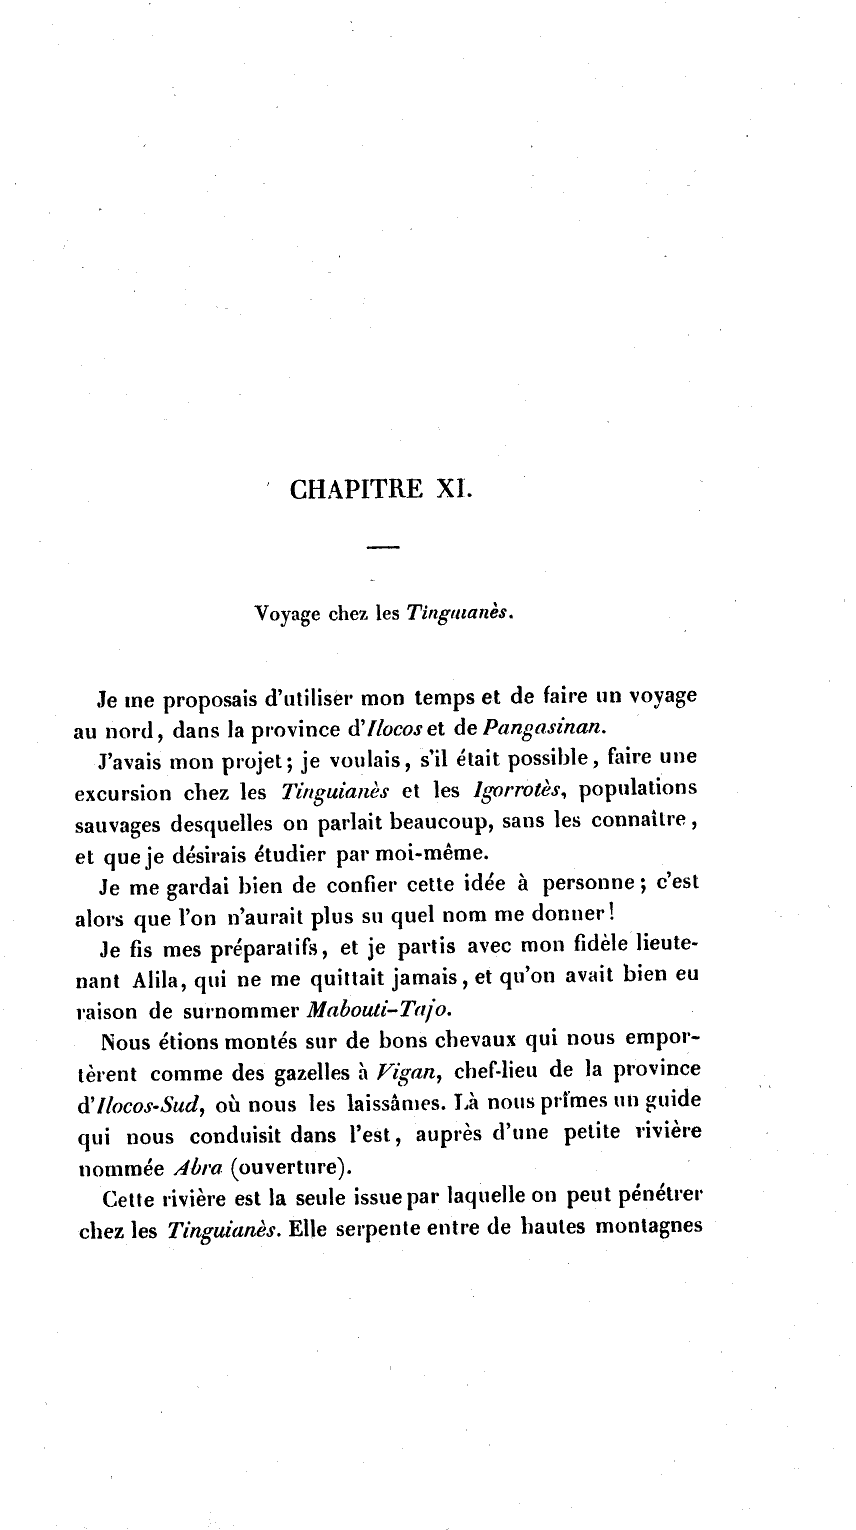 CHAPITRE XI.
Voyage chez les Tinguianès.
Je me proposais d'utiliser mon temps et de faire un voyage
au nord, dans la province d'Ilocos et de Pangasinan.
J'avais mon projet; je voulais, s'il était possible, faire une
excursion chez les Tinguianès et les Igorrotès, populations
sauvages desquelles on parlait beaucoup, sans les connaître,
et que je désirais étudier par moi-même.
Je me gardai bien de confier cette idée à personne; c'est
alors que l'on n'aurait plus su quel nom me donner!
Je fis mes préparatifs, et je partis avec mon fidèle lieute-
nant Alila, qui ne me quittait jamais, et qu'on avait bien eu
raison de surnommer Mabouti-Tajo.
Nous étions montés sur de bons chevaux qui nous empor-
tèrent comme des gazelles à Vigan, chef-lieu de la province
d'Ilocos-Sud, où nous les laissâmes. Là nous prîmes un guide
qui nous conduisit dans l'est, auprès d'une petite rivière
nommée Abra (ouverture).
Cette rivière est la seule issue par laquelle on peut pénétrer
chez les Tinguianès. Elle serpente entre de hautes montagnes